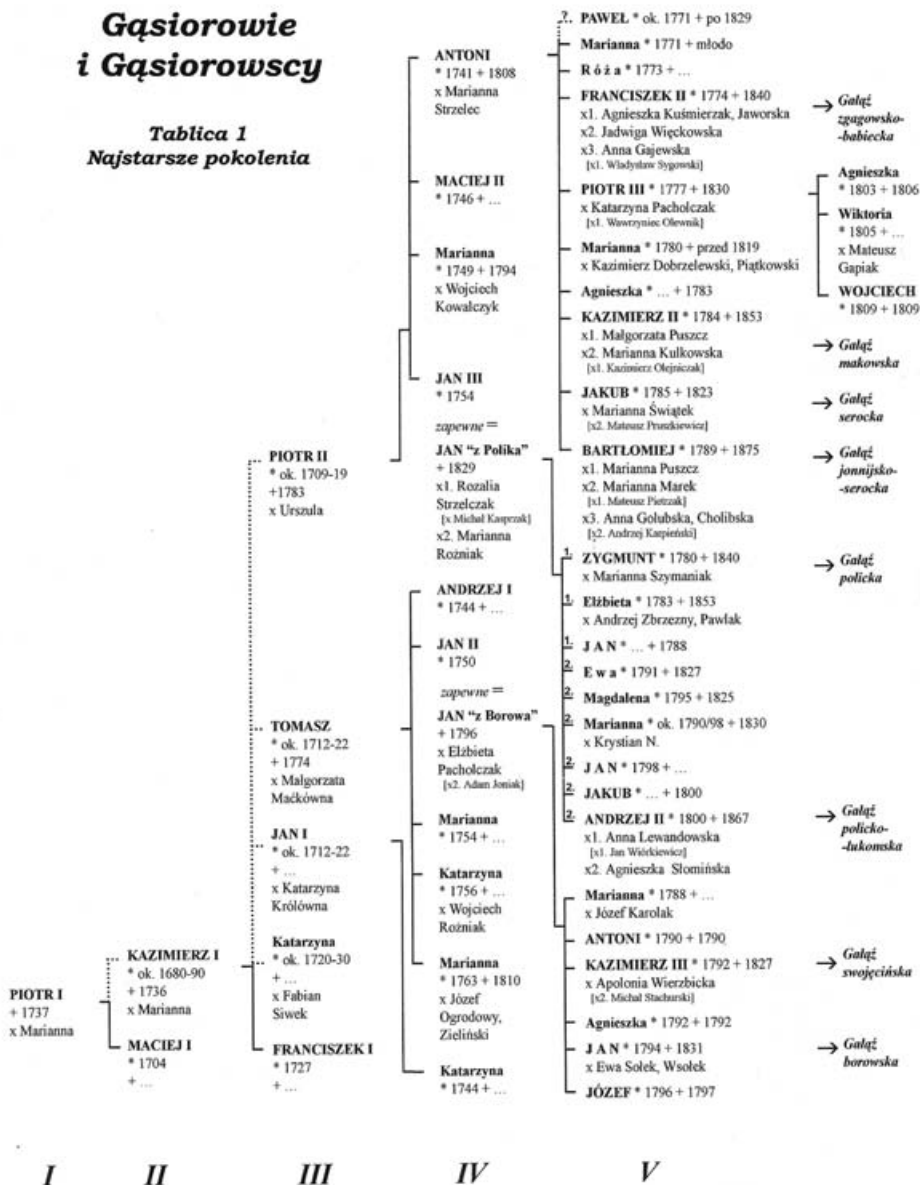 Gąsiorowie
i Gąsiorowscy
Tablica 1
Najstarsze pokolenia
PIOTR I
+ 1737
x Marianna
KAZIMIERZ I
* ok. 1680-90
+ 1736
x Marianna
MACIEJ I
* 1704
+ ...
PIOTR II
* ok. 1709-19
+1783
x Urszula
TOMASZ
* ok. 1712-22
+ 1774
x Małgorzata
Maćkówna
JAN I
* ok. 1712-22
+ ...
x Katarzyna
Królówna
Katarzyna
* ok. 1720-30
+ ...
x Fabian
Siwek
FRANCISZEK I
* 1727
+ ...
ANTONI
* 1741 + 1808
x Marianna
Strzelec
MACIEJ II
* 1746 + ...
Marianna
* 1749 + 1794
x Wojciech
Kowalczyk
JAN III
* 1754
zapewne =
JAN "z Polika"
+ 1829
x1. Rozalia
Strzelczak
[x Michał Kasprzak]
x2. Marianna
Rożniak
ANDRZEJ I
* 1744 + ...
JAN II
* 1750
zapewne =
JAN "z Borowa"
+ 1796
x Elżbieta
Pacholczak
[x2. Adam Joniak]
Marianna
* 1754 + ...
Katarzyna
* 1756 + ...
x Wojciech
Rożniak
Marianna
* 1763 + 1810
x Józef
Ogrodowy,
Zieliński
Katarzyna
* 1744 + ...
?. PAWEŁ * ok. 1771 + po 1829
Marianna * 1771 + młodo
R ó ż a * 1773 + ...
FRANCISZEK II * 1774 + 1840
x1. Agnieszka Kuśmierzak, Jaworska
x2. Jadwiga Więckowska
x3. Anna Gajewska
[x1. Władysław Sygowski]
PIOTR III * 1777 + 1830
x Katarzyna Pacholczak
[x1. Wawrzyniec Olewnik]
Marianna * 1780 + przed 1819
x Kazimierz Dobrzelewski, Piątkowski
Agnieszka * ... + 1783
KAZIMIERZ II * 1784 + 1853
x1. Małgorzata Puszcz
x2. Marianna Kulkowska
[x1. Kazimierz Olejniczak]
JAKUB * 1785 + 1823
x Marianna Świątek
[x2. Mateusz Pruszkiewicz]
BARTŁOMIEJ * 1789 + 1875
x1. Marianna Puszcz
x2. Marianna Marek
[x1. Mateusz Pietrzak]
x3. Anna Golubska, Cholibska
[x2. Andrzej Karpieński]
1. ZYGMUNT * 1780 + 1840
x Marianna Szymaniak
1. Elżbieta * 1783 + 1853
x Andrzej Zbrzezny, Pawlak
1. J A N * ... + 1788
2. E w a * 1791 + 1827
2. Magdalena * 1795 + 1825
2. Marianna * ok. 1790/98 + 1830
x Krystian N.
2. J A N * 1798 + ...
2. JAKUB * ... + 1800
2. ANDRZEJ II * 1800 + 1867
x1. Anna Lewandowska
[x1. Jan Wiórkiewicz]
x2. Agnieszka Słomińska
Marianna * 1788 + ...
x Józef Karolak
ANTONI * 1790 + 1790
KAZIMIERZ III * 1792 + 1827
x Apolonia Wierzbicka
[x2. Michał Stachurski]
Agnieszka * 1792 + 1792
J A N * 1794 + 1831
x Ewa Sołek, Wsołek
JÓZEF * 1796 + 1797
→ Gałąź
zgagowsko-
-babiecka
Agnieszka
* 1803 + 1806
Wiktoria
* 1805 + ...
x Mateusz
Gapiak
WOJCIECH
* 1809 + 1809
→ Gałąź
makowska
→ Gałąź
serocka
→ Gałąź
jonnijsko-
-serocka
→ Gałąź
policka
→ Gałąź
policko-
-łukomska
→ Gałąź
swojęcińska
→ Gałąź
borowska
I II III IV V